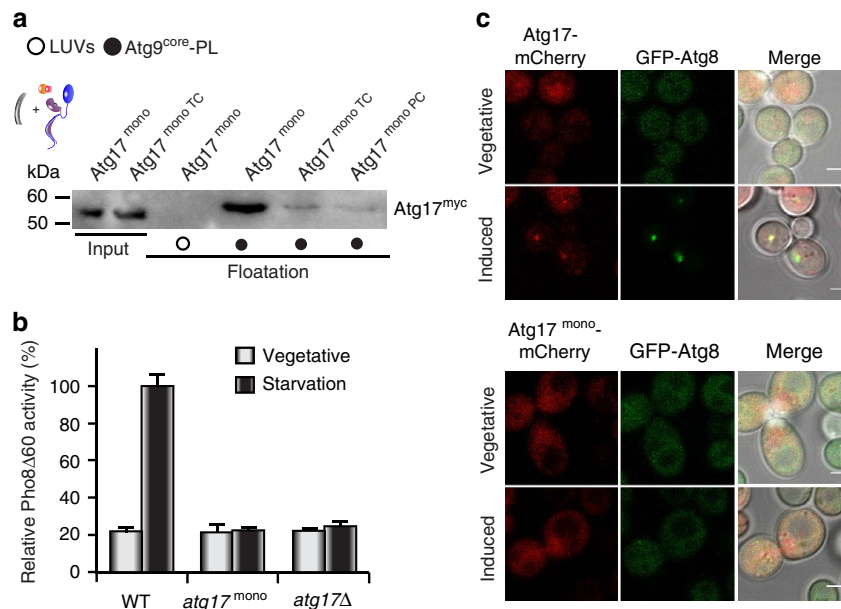 a
LUVs Atg9core-PL
Atg17 mono
Atg17 mono TC
Atg17 mono
Atg17 mono
Atg17 mono TC
Atg17 mono PC
kDa
60
50
Atg17myc
Input
Floatation
b
Relative Pho8Δ60 activity (%)
100
80
60
40
20
0
Vegetative
Starvation
WT
atg17 mono
atg17Δ
c
Atg17-
mCherry
GFP-Atg8
Merge
Vegetative
Induced
Atg17 mono-
mCherry
GFP-Atg8
Merge
Vegetative
Induced